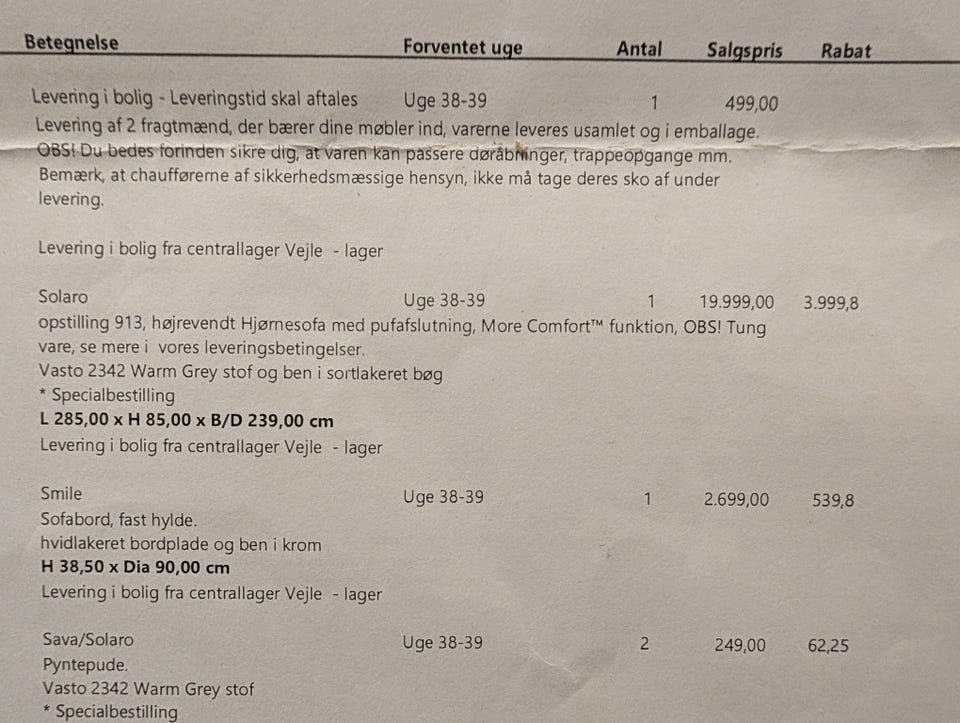 Betegnelse Forventet uge Antal Salgspris Rabat
Levering i bolig - Leveringstid skal aftales Uge 38-39 1 499,00
Levering af 2 fragtmænd, der bærer dine møbler ind, varerne leveres usamlet og i emballage.
OBS! Du bedes forinden sikre dig, at varen kan passere døråbninger, trappeopgange mm.
Bemærk, at chaufførerne af sikkerhedsmæssige hensyn, ikke må tage deres sko af under
levering.
Levering i bolig fra centrallager Vejle - lager
Solaro Uge 38-39 1 19.999,00 3.999,8
opstilling 913, højrevendt Hjørnesofa med pufafslutning, More Comfort™ funktion, OBS! Tung
vare, se mere i vores leveringsbetingelser.
Vasto 2342 Warm Grey stof og ben i sortlakeret bøg
* Specialbestilling
L 285,00 x H 85,00 x B/D 239,00 cm
Levering i bolig fra centrallager Vejle - lager
Smile Uge 38-39 1 2.699,00 539,8
Sofabord, fast hylde.
hvidlakeret bordplade og ben i krom
H 38,50 x Dia 90,00 cm
Levering i bolig fra centrallager Vejle - lager
Sava/Solaro Uge 38-39 2 249,00 62,25
Pyntepude.
Vasto 2342 Warm Grey stof
* Specialbestilling